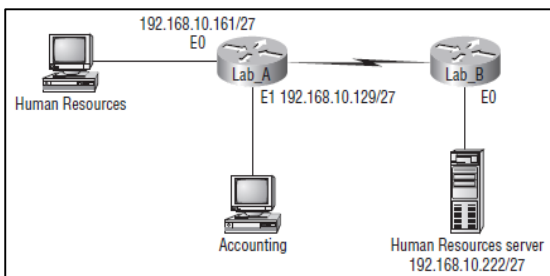 192.168.10.161/27
E0
Lab_A
Lab_B
Human Resources
E1 192.168.10.129/27
E0
Accounting
Human Resources server
192.168.10.222/27